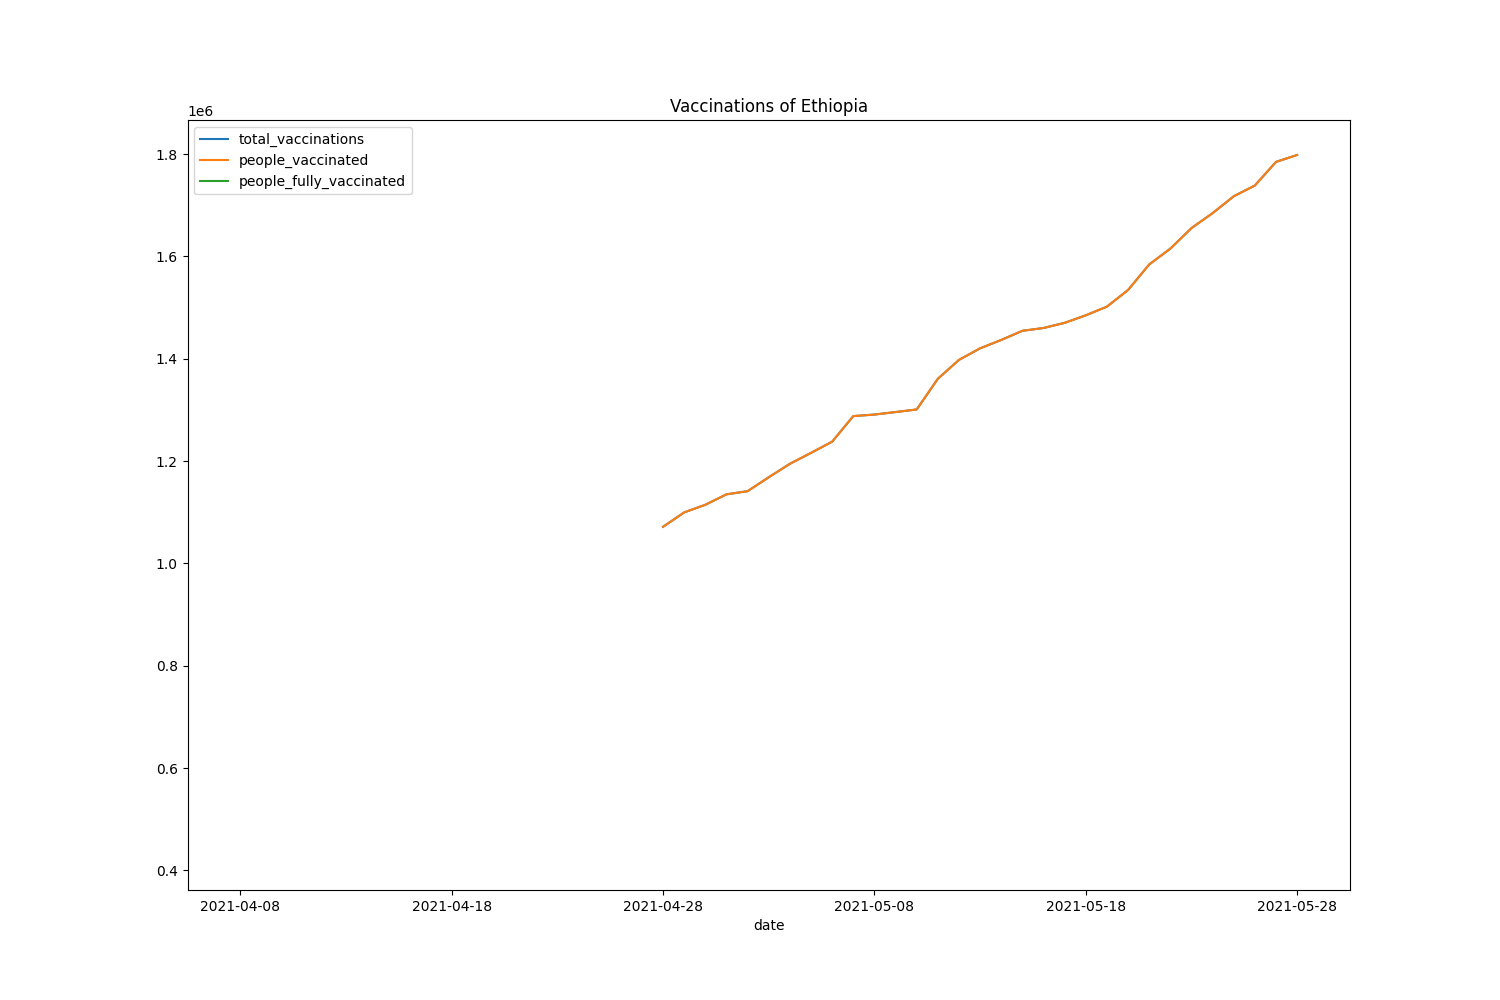 Vaccinations of Ethiopia
1e6
total_vaccinations
people_vaccinated
people_fully_vaccinated
1.8
1.6
1.4
1.2
1.0
0.8
0.6
0.4
2021-04-08 2021-04-18 2021-04-28 2021-05-08 2021-05-18 2021-05-28
date